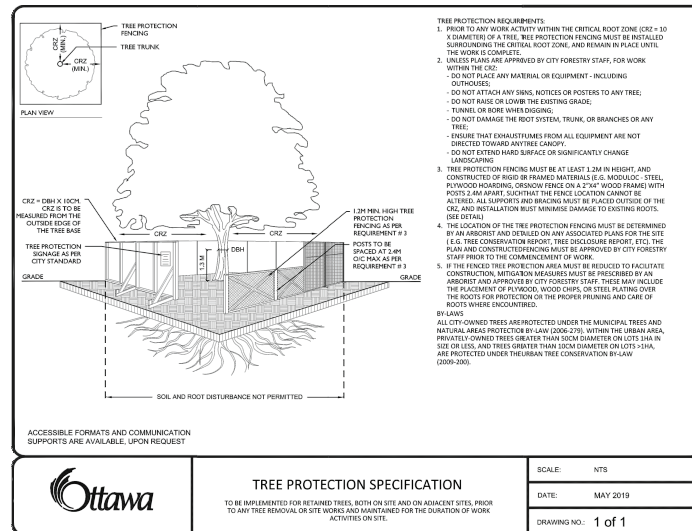 TREE PROTECTION
FENCING
TREE TRUNK
CRZ
(MIN.)
CRZ
(MIN.)
PLAN VIEW
CRZ = DBH X 10CM.
CRZ IS TO BE
MEASURED FROM THE
OUTSIDE EDGE OF
THE TREE BASE
TREE PROTECTION
SIGNAGE AS PER
CITY STANDARD
GRADE
CRZ
CRZ
DBH
1.3 M
1.2M MIN. HIGH TREE
PROTECTION
FENCING AS PER
REQUIREMENT # 3
POSTS TO BE
SPACED AT 2.4M
O/C MAX AS PER
REQUIREMENT # 3
GRADE
SOIL AND ROOT DISTURBANCE NOT PERMITTED
ACCESSIBLE FORMATS AND COMMUNICATION
SUPPORTS ARE AVAILABLE, UPON REQUEST
TREE PROTECTION REQUIREMENTS:
1. PRIOR TO ANY WORK ACTIVITY WITHIN THE CRITICAL ROOT ZONE (CRZ = 10
X DIAMETER) OF A TREE, TREE PROTECTION FENCING MUST BE INSTALLED
SURROUNDING THE CRITICAL ROOT ZONE, AND REMAIN IN PLACE UNTIL
THE WORK IS COMPLETE.
2. UNLESS PLANS ARE APPROVED BY CITY FORESTRY STAFF, FOR WORK
WITHIN THE CRZ:
- DO NOT PLACE ANY MATERIAL OR EQUIPMENT - INCLUDING
OUTHOUSES;
- DO NOT ATTACH ANY SIGNS, NOTICES OR POSTERS TO ANY TREE;
- DO NOT RAISE OR LOWER THE EXISTING GRADE;
- TUNNEL OR BORE WHEN DIGGING;
- DO NOT DAMAGE THE ROOT SYSTEM, TRUNK, OR BRANCHES OR ANY
TREE;
- ENSURE THAT EXHAUST FUMES FROM ALL EQUIPMENT ARE NOT
DIRECTED TOWARD ANY TREE CANOPY.
- DO NOT EXTEND HARD SURFACE OR SIGNIFICANTLY CHANGE
LANDSCAPING
3. TREE PROTECTION FENCING MUST BE AT LEAST 1.2M IN HEIGHT, AND
CONSTRUCTED OF RIGID OR FRAMED MATERIALS (E.G. MODULOC - STEEL,
PLYWOOD HOARDING, OR SNOW FENCE ON A 2"X4" WOOD FRAME) WITH
POSTS 2.4M APART, SUCH THAT THE FENCE LOCATION CANNOT BE
ALTERED. ALL SUPPORTS AND BRACING MUST BE PLACED OUTSIDE OF THE
CRZ, AND INSTALLATION MUST MINIMISE DAMAGE TO EXISTING ROOTS.
(SEE DETAIL)
4. THE LOCATION OF THE TREE PROTECTION FENCING MUST BE DETERMINED
BY AN ARBORIST AND DETAILED ON ANY ASSOCIATED PLANS FOR THE SITE
( E.G. TREE CONSERVATION REPORT, TREE DISCLOSURE REPORT, ETC). THE
PLAN AND CONSTRUCTED FENCING MUST BE APPROVED BY CITY FORESTRY
STAFF PRIOR TO THE COMMENCEMENT OF WORK.
5. IF THE FENCED TREE PROTECTION AREA MUST BE REDUCED TO FACILITATE
CONSTRUCTION, MITIGATION MEASURES MUST BE PRESCRIBED BY AN
ARBORIST AND APPROVED BY CITY FORESTRY STAFF. THESE MAY INCLUDE
THE PLACEMENT OF PLYWOOD, WOOD CHIPS, OR STEEL PLATING OVER
THE ROOTS FOR PROTECTION OR THE PROPER PRUNING AND CARE OF
ROOTS WHERE ENCOUNTERED.
BY-LAWS
ALL CITY-OWNED TREES ARE PROTECTED UNDER THE MUNICIPAL TREES AND
NATURAL AREAS PROTECTION BY-LAW (2006-279). WITHIN THE URBAN AREA,
PRIVATELY-OWNED TREES GREATER THAN 50CM DIAMETER ON LOTS 1HA IN
SIZE OR LESS, AND TREES GREATER THAN 10CM DIAMETER ON LOTS >1HA,
ARE PROTECTED UNDER THE URBAN TREE CONSERVATION BY-LAW
(2009-200).
Ottawa
TREE PROTECTION SPECIFICATION
TO BE IMPLEMENTED FOR RETAINED TREES, BOTH ON SITE AND ON ADJACENT SITES, PRIOR
TO ANY TREE REMOVAL OR SITE WORKS AND MAINTAINED FOR THE DURATION OF WORK
ACTIVITIES ON SITE.
SCALE: NTS
DATE: MAY 2019
DRAWING NO.: 1 of 1